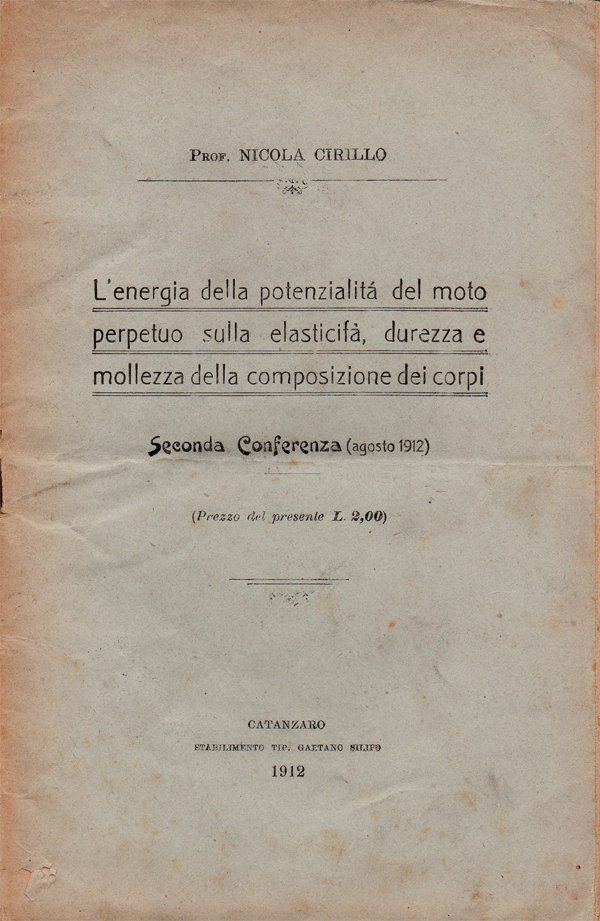 PROF. NICOLA CIRILLO
L'energia della potenzialitá del moto
perpetuo sulla elasticità, durezza e
mollezza della composizione dei corpi
Seconda Conferenza (agosto 1912)
(Prezzo del presente L. 2,00)
CATANZARO
STABILIMENTO TIP. GAETANO SILIPO
1912